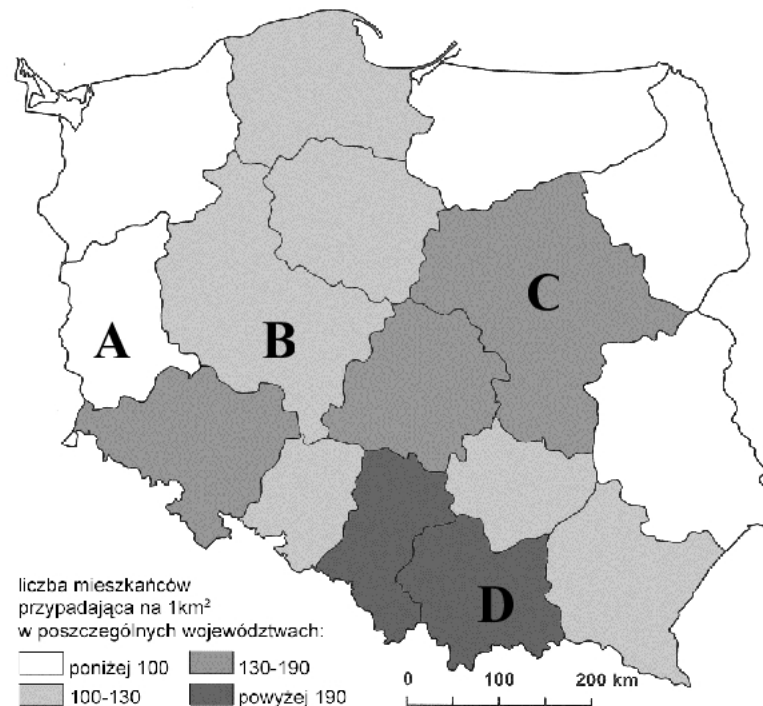 C
A
B
D
liczba mieszkańców
przypadająca na 1km²
w poszczególnych województwach:
poniżej 100
130-190
100-130
powyżej 190
0 100 200 km